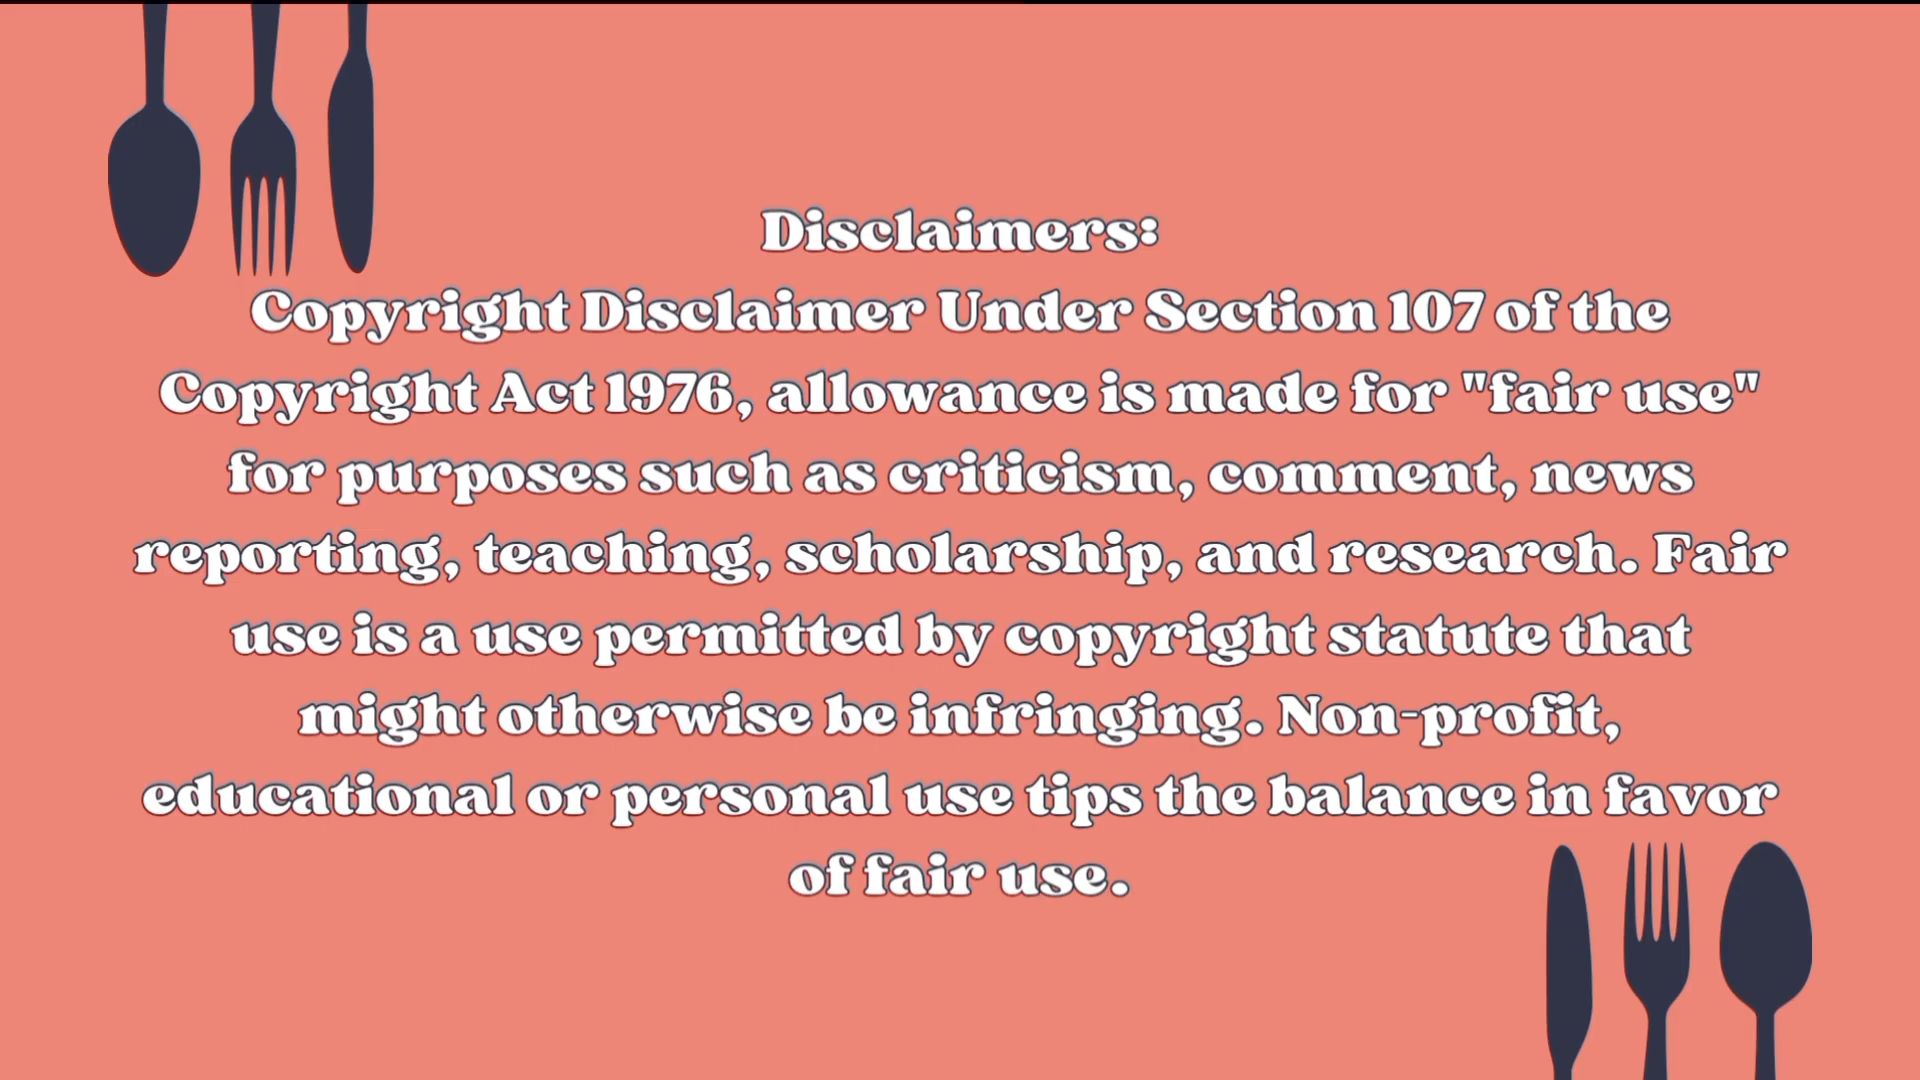 Disclaimers:
Copyright Disclaimer Under Section 107 of the
Copyright Act 1976, allowance is made for "fair use"
for purposes such as criticism, comment, news
reporting, teaching, scholarship, and research. Fair
use is a use permitted by copyright statute that
might otherwise be infringing. Non-profit,
educational or personal use tips the balance in favor
of fair use.